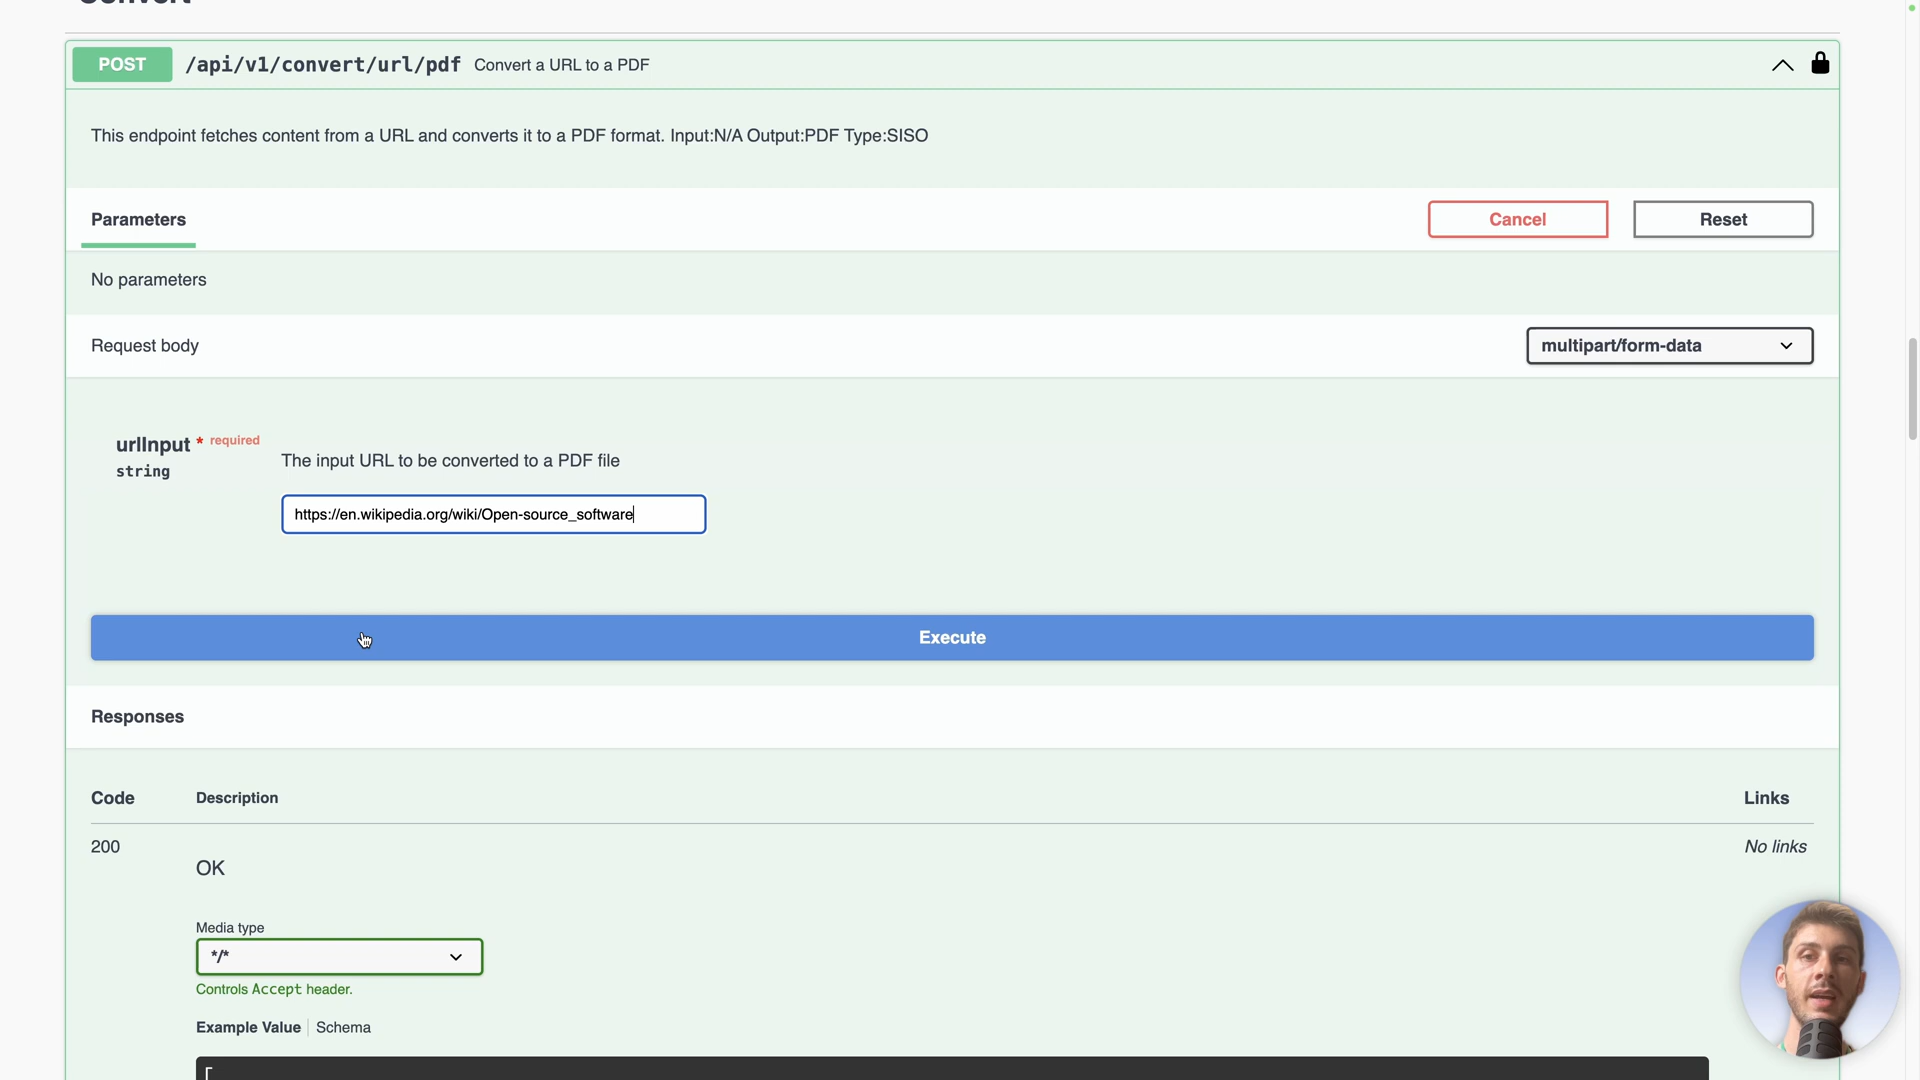 POST /api/v1/convert/url/pdf Convert a URL to a PDF
This endpoint fetches content from a URL and converts it to a PDF format. Input:N/A Output:PDF Type:SISO
Parameters
Cancel
Reset
No parameters
Request body
multipart/form-data
urlInput * required
string
The input URL to be converted to a PDF file
https://en.wikipedia.org/wiki/Open-source_software
Execute
Responses
Code Description Links
200
OK
No links
Media type
*/*
Controls Accept header.
Example Value Schema
[